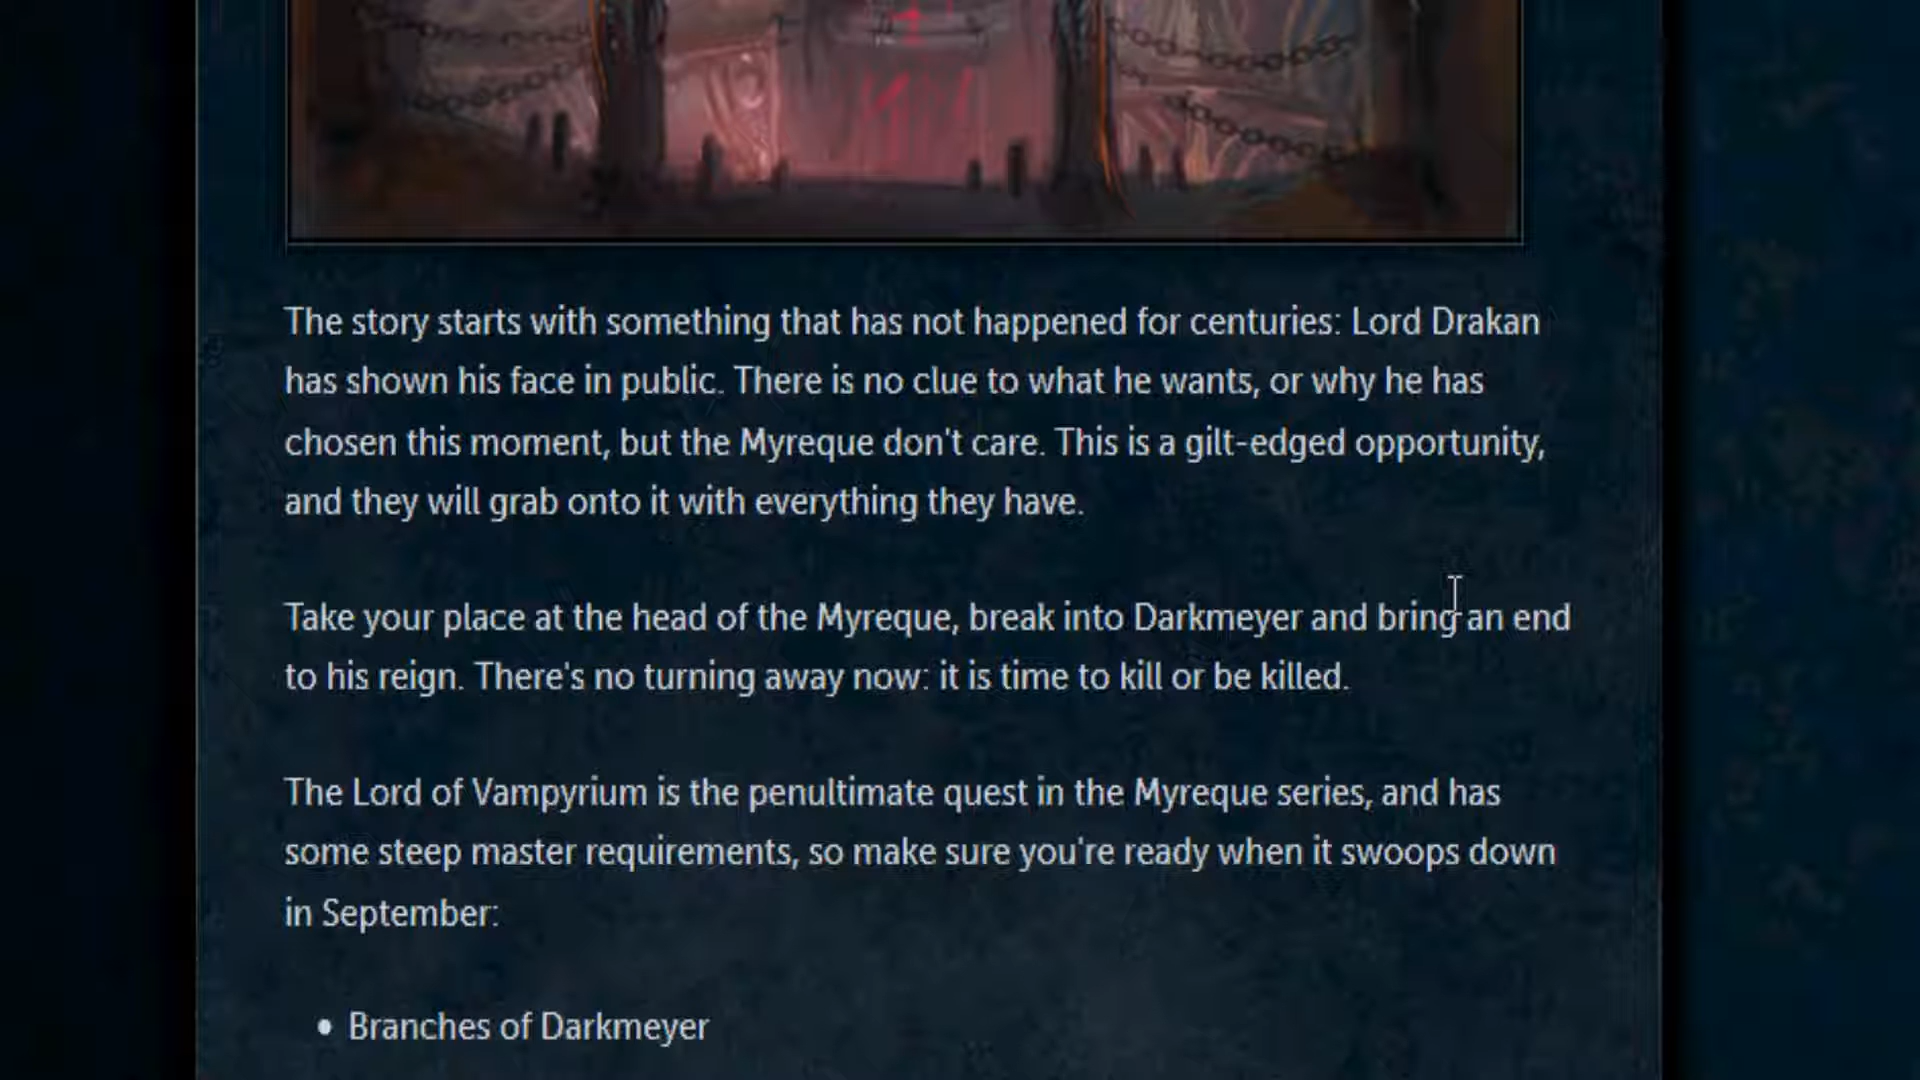 The story starts with something that has not happened for centuries: Lord Drakan
has shown his face in public. There is no clue to what he wants, or why he has
chosen this moment, but the Myreque don't care. This is a gilt-edged opportunity,
and they will grab onto it with everything they have.
Take your place at the head of the Myreque, break into Darkmeyer and bring an end
to his reign. There's no turning away now: it is time to kill or be killed.
The Lord of Vampyrium is the penultimate quest in the Myreque series, and has
some steep master requirements, so make sure you're ready when it swoops down
in September:
• Branches of Darkmeyer